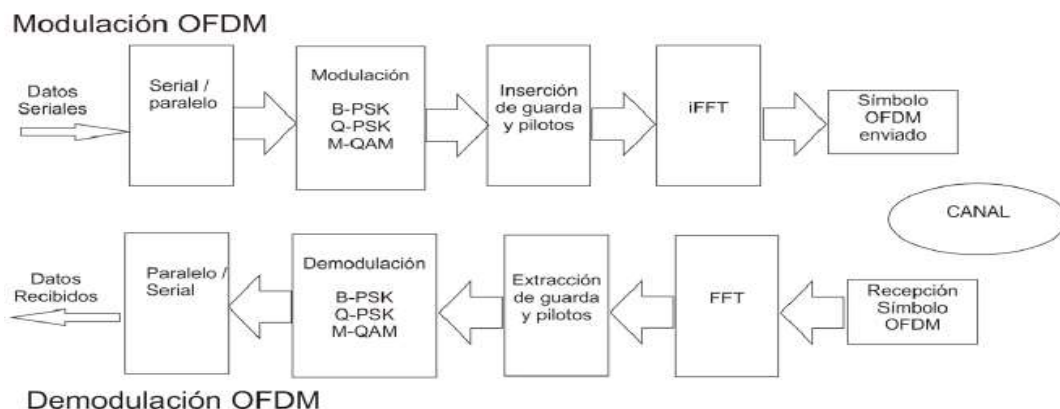 Modulación OFDM
Datos
Seriales
Serial /
paralelo
Modulación
B-PSK
Q-PSK
M-QAM
Inserción
de guarda
y pilotos
iFFT
Símbolo
OFDM
enviado
CANAL
Datos
Recibidos
Paralelo /
Serial
Demodulación
B-PSK
Q-PSK
M-QAM
Extracción
de guarda
y pilotos
FFT
Recepción
Símbolo
OFDM
Demodulación OFDM